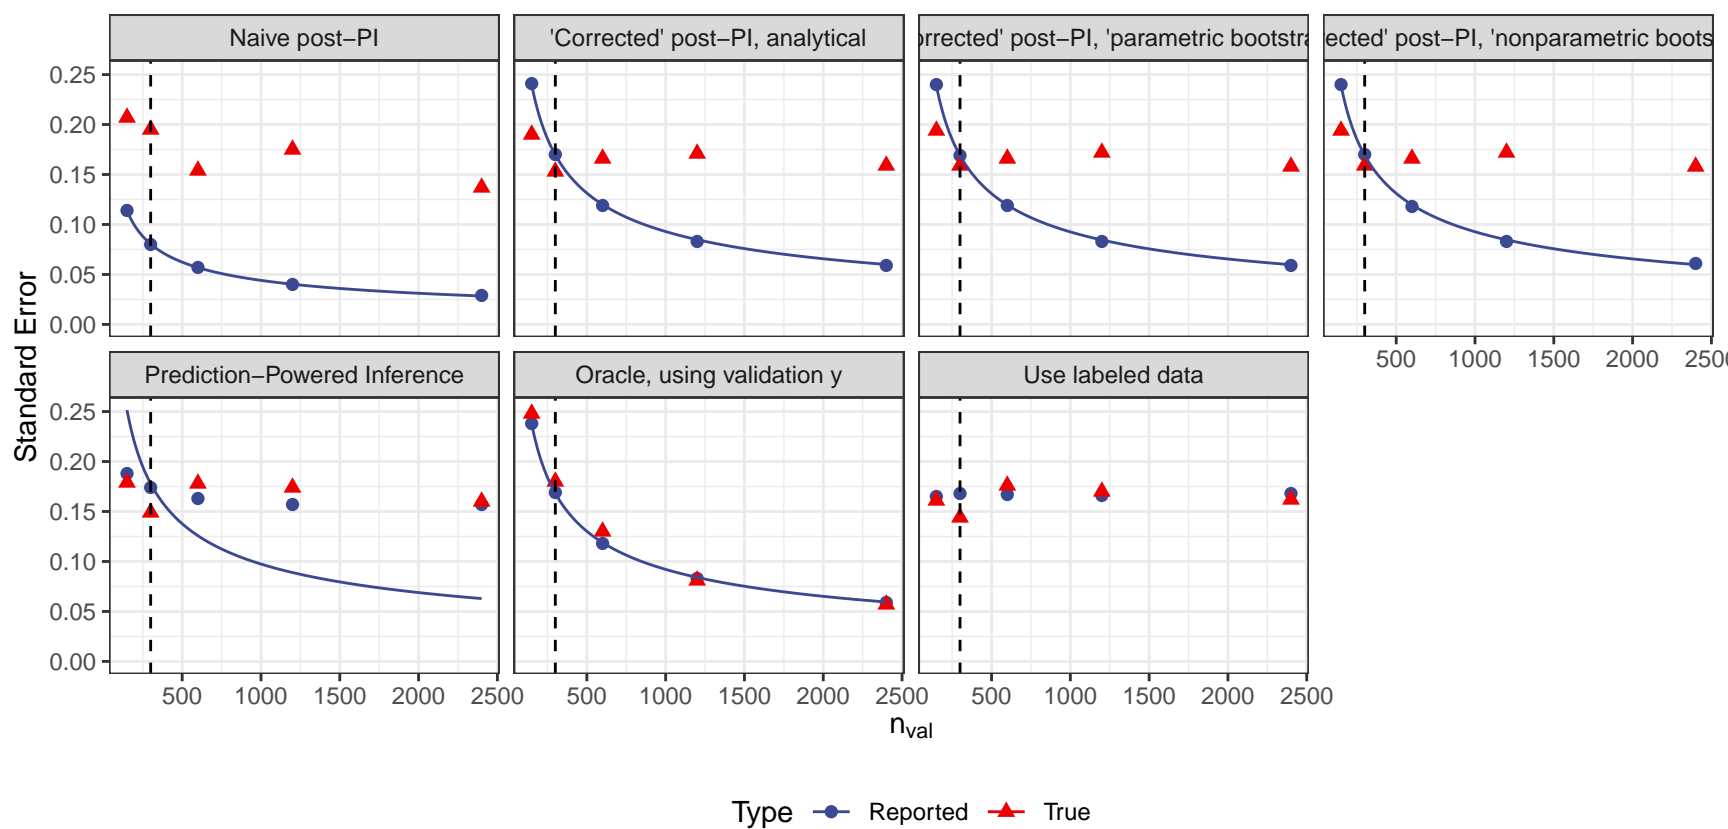 Naive post−PI
'Corrected' post−PI, analytical
orrected' post−PI, 'parametric bootstra
ected' post−PI, 'nonparametric boots
0.25
0.20
0.15
0.10
0.05
0.00
500 1000 1500 2000 2500
Prediction−Powered Inference
Oracle, using validation y
Use labeled data
0.25
0.20
0.15
0.10
0.05
0.00
500 1000 1500 2000 2500
500 1000 1500 2000 2500
500 1000 1500 2000 2500
Standard Error
nval
Type Reported True